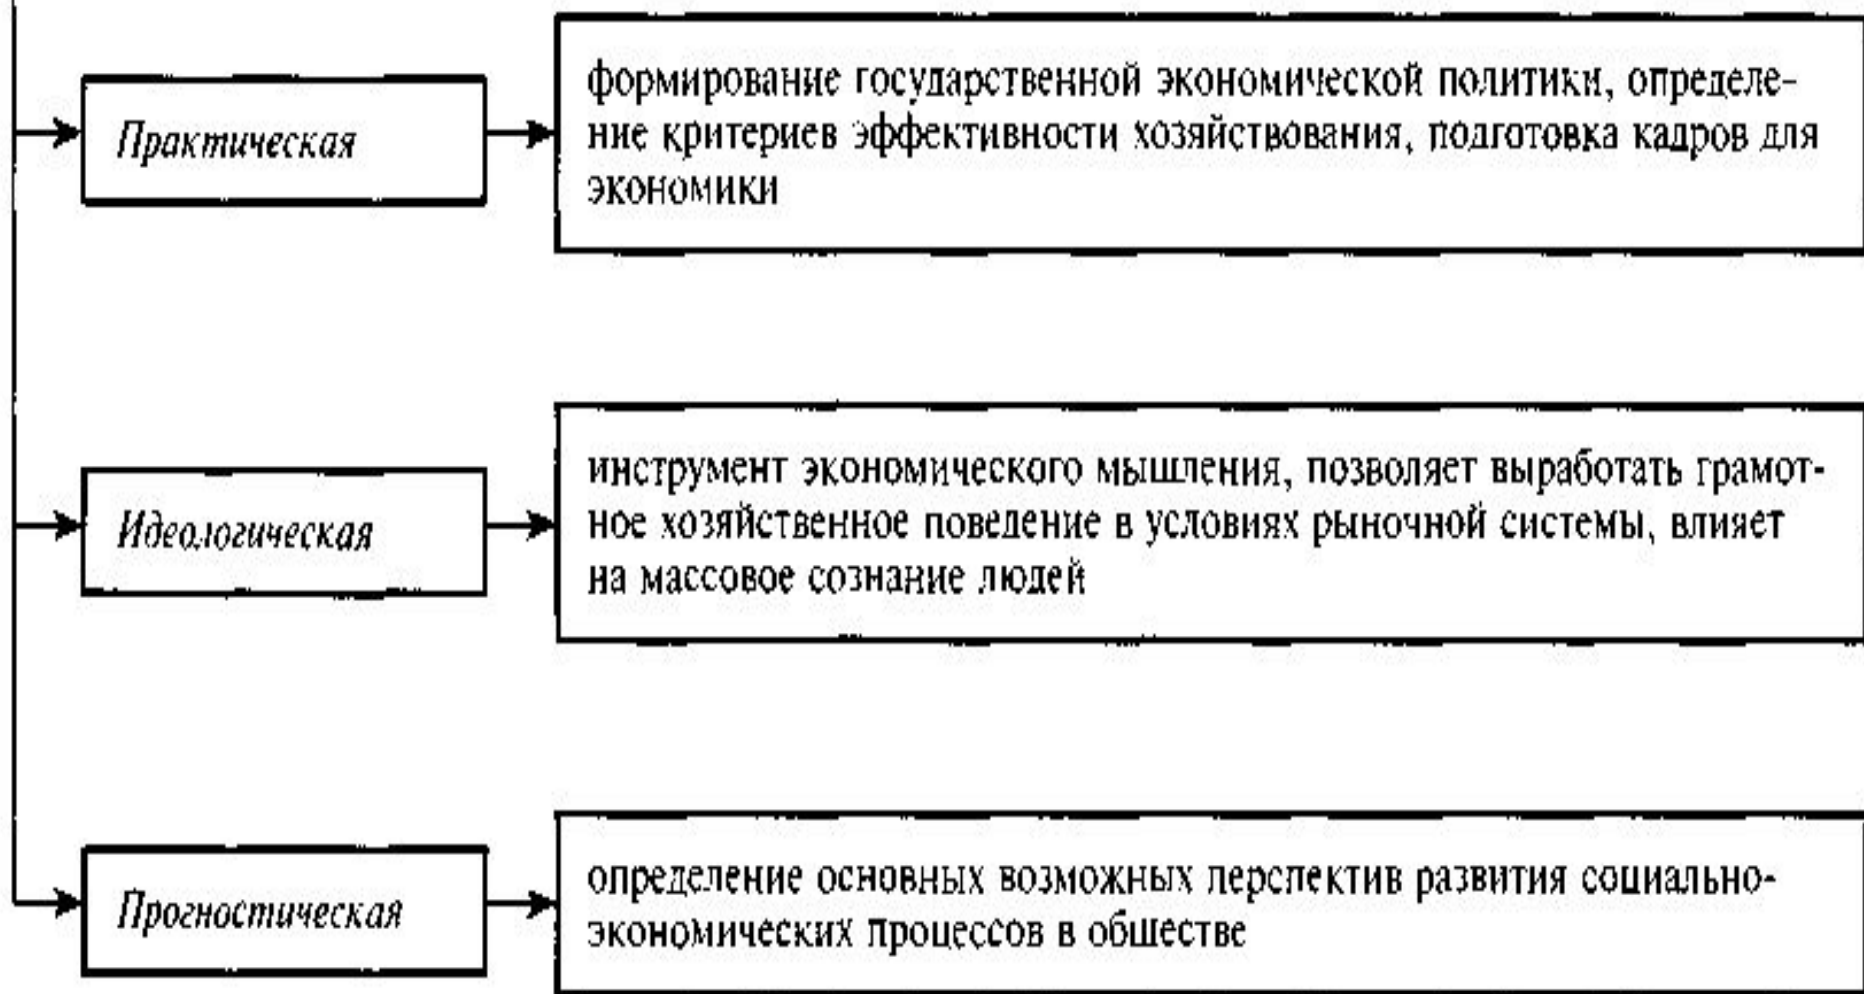 Практическая
формирование государственной экономической политики, определе-
ние критериев эффективности хозяйствования, подготовка кадров для
экономики
Идеологическая
инструмент экономического мышления, позволяет выработать грамот-
ное хозяйственное поведение в условиях рыночной системы, влияет
на массовое сознание людей
Прогностическая
определение основных возможных перспектив развития социально-
экономических процессов в обществе